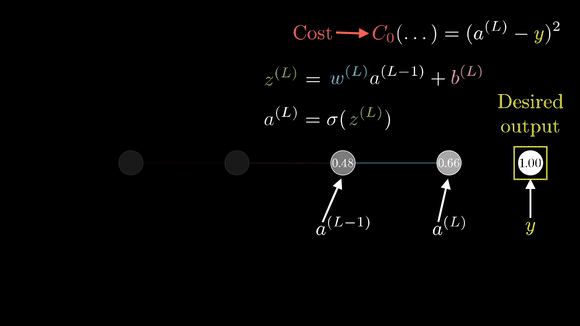 Cost → C₀(...) = (a⁽ᴸ⁾ − y)²
z⁽ᴸ⁾ = w⁽ᴸ⁾a⁽ᴸ⁻¹⁾ + b⁽ᴸ⁾
a⁽ᴸ⁾ = σ(z⁽ᴸ⁾)
Desired
output
0.48 0.66 1.00
a⁽ᴸ⁻¹⁾ a⁽ᴸ⁾ y